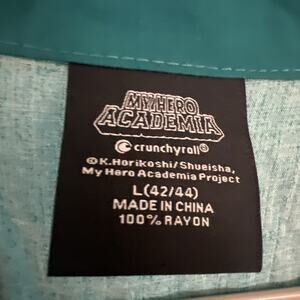 MY HERO
ACADEMIA
crunchyroll®
©K.Horikoshi/Shueisha,
My Hero Academia Project
L(42/44)
MADE IN CHINA
100% RAYON